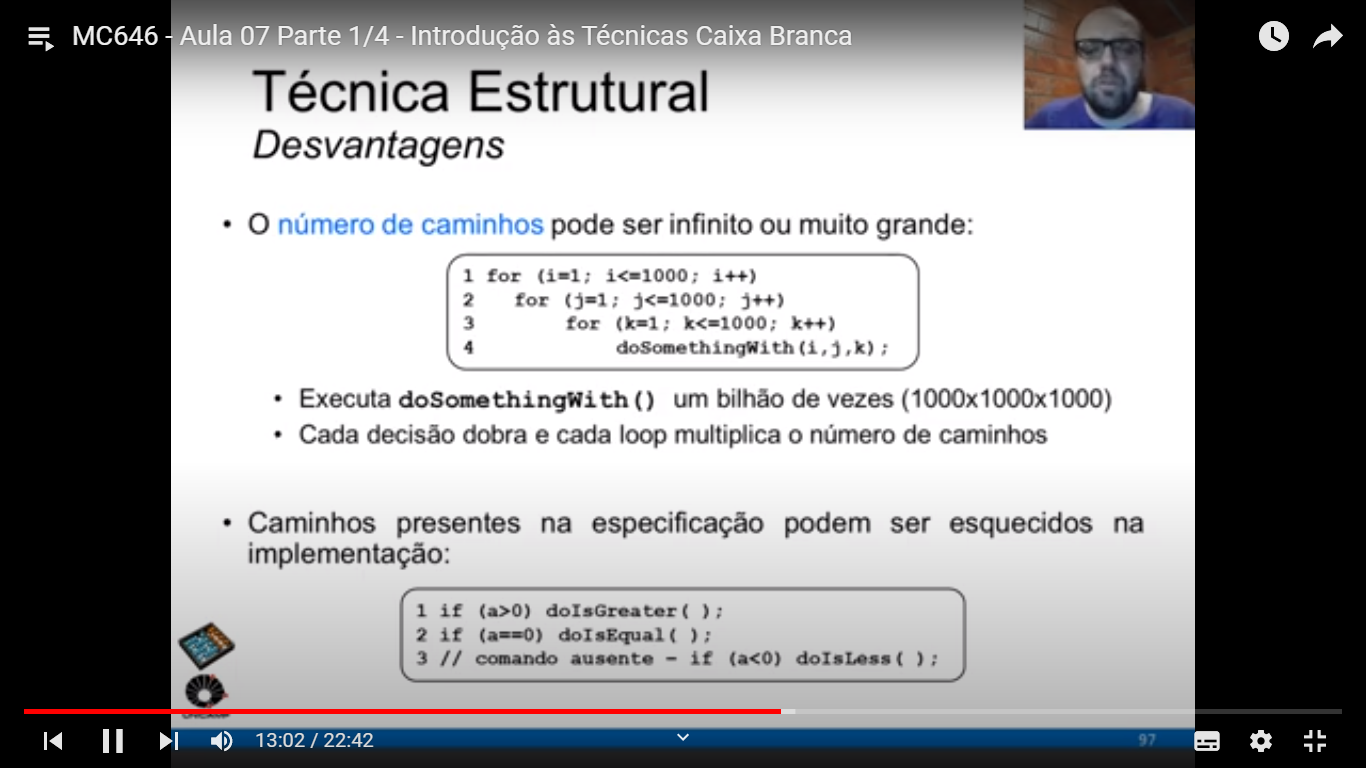 MC646 - Aula 07 Parte 1/4 - Introdução às Técnicas Caixa Branca
Técnica Estrutural
Desvantagens
• O número de caminhos pode ser infinito ou muito grande:
1 for (i=1; i<=1000; i++)
2 for (j=1; j<=1000; j++)
3 for (k=1; k<=1000; k++)
4 doSomethingWith(i,j,k);
• Executa doSomethingWith() um bilhão de vezes (1000x1000x1000)
• Cada decisão dobra e cada loop multiplica o número de caminhos
• Caminhos presentes na especificação podem ser esquecidos na
implementação:
1 if (a>0) doIsGreater( );
2 if (a==0) doIsEqual( );
3 // comando ausente – if (a<0) doIsLess( );
UNICAMP
13:02 / 22:42
97